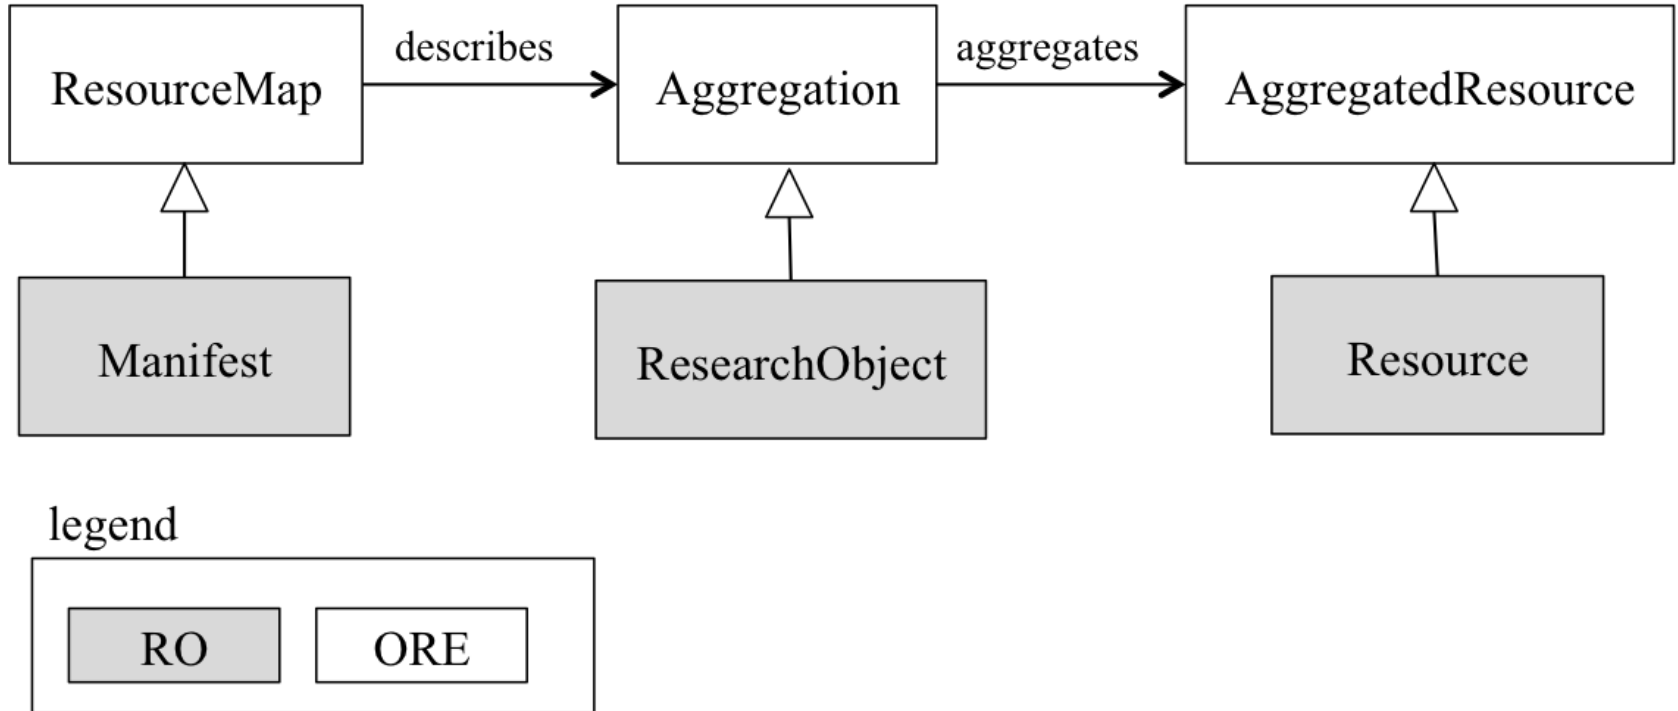 describes
aggregates
ResourceMap
Aggregation
AggregatedResource
Manifest
ResearchObject
Resource
legend
RO
ORE